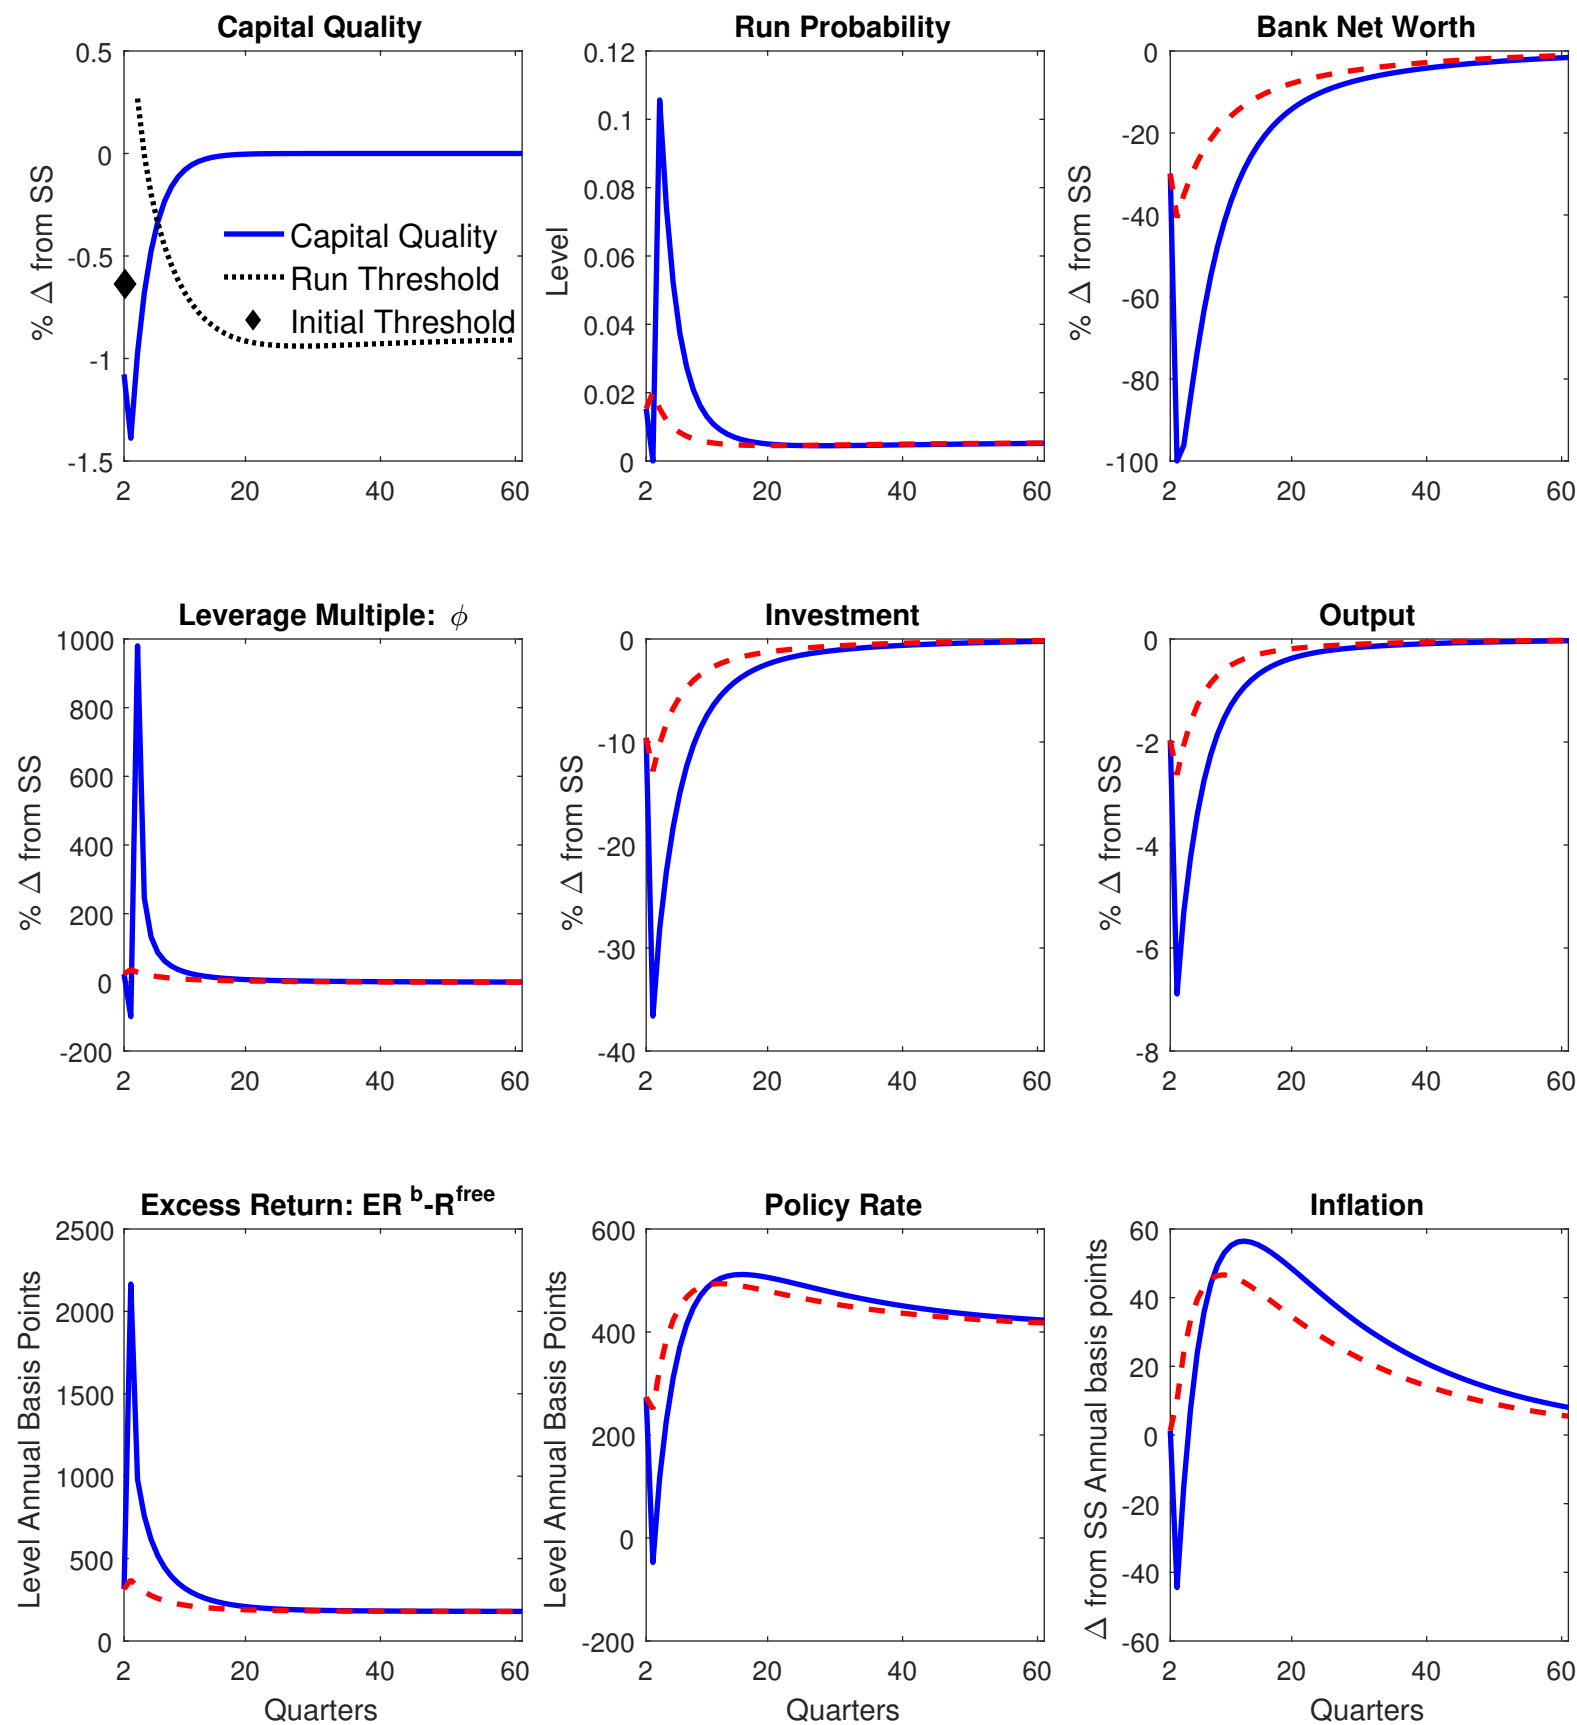 Capital Quality
0.5
0
-0.5
-1
-1.5
% Δ from SS
Capital Quality
Run Threshold
Initial Threshold
2 20 40 60
Run Probability
0.12
0.1
0.08
0.06
0.04
0.02
0
Level
2 20 40 60
Bank Net Worth
0
-20
-40
-60
-80
-100
% Δ from SS
2 20 40 60
Leverage Multiple: ϕ
1000
800
600
400
200
0
-200
% Δ from SS
2 20 40 60
Investment
0
-10
-20
-30
-40
% Δ from SS
2 20 40 60
Output
0
-2
-4
-6
-8
% Δ from SS
2 20 40 60
Excess Return: ER b-Rfree
2500
2000
1500
1000
500
0
Level Annual Basis Points
2 20 40 60
Quarters
Policy Rate
600
400
200
0
-200
Level Annual Basis Points
2 20 40 60
Quarters
Inflation
60
40
20
0
-20
-40
-60
Δ from SS Annual basis points
2 20 40 60
Quarters